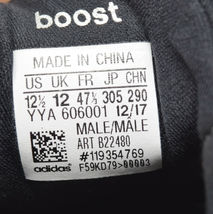 boost
MADE IN CHINA
US UK FR JP CHN
12½ 12 47⅓ 305 290
YYA 606001 12/17
MALE/MALE
ART B22480
#119354769
adidas F59KD79>00003